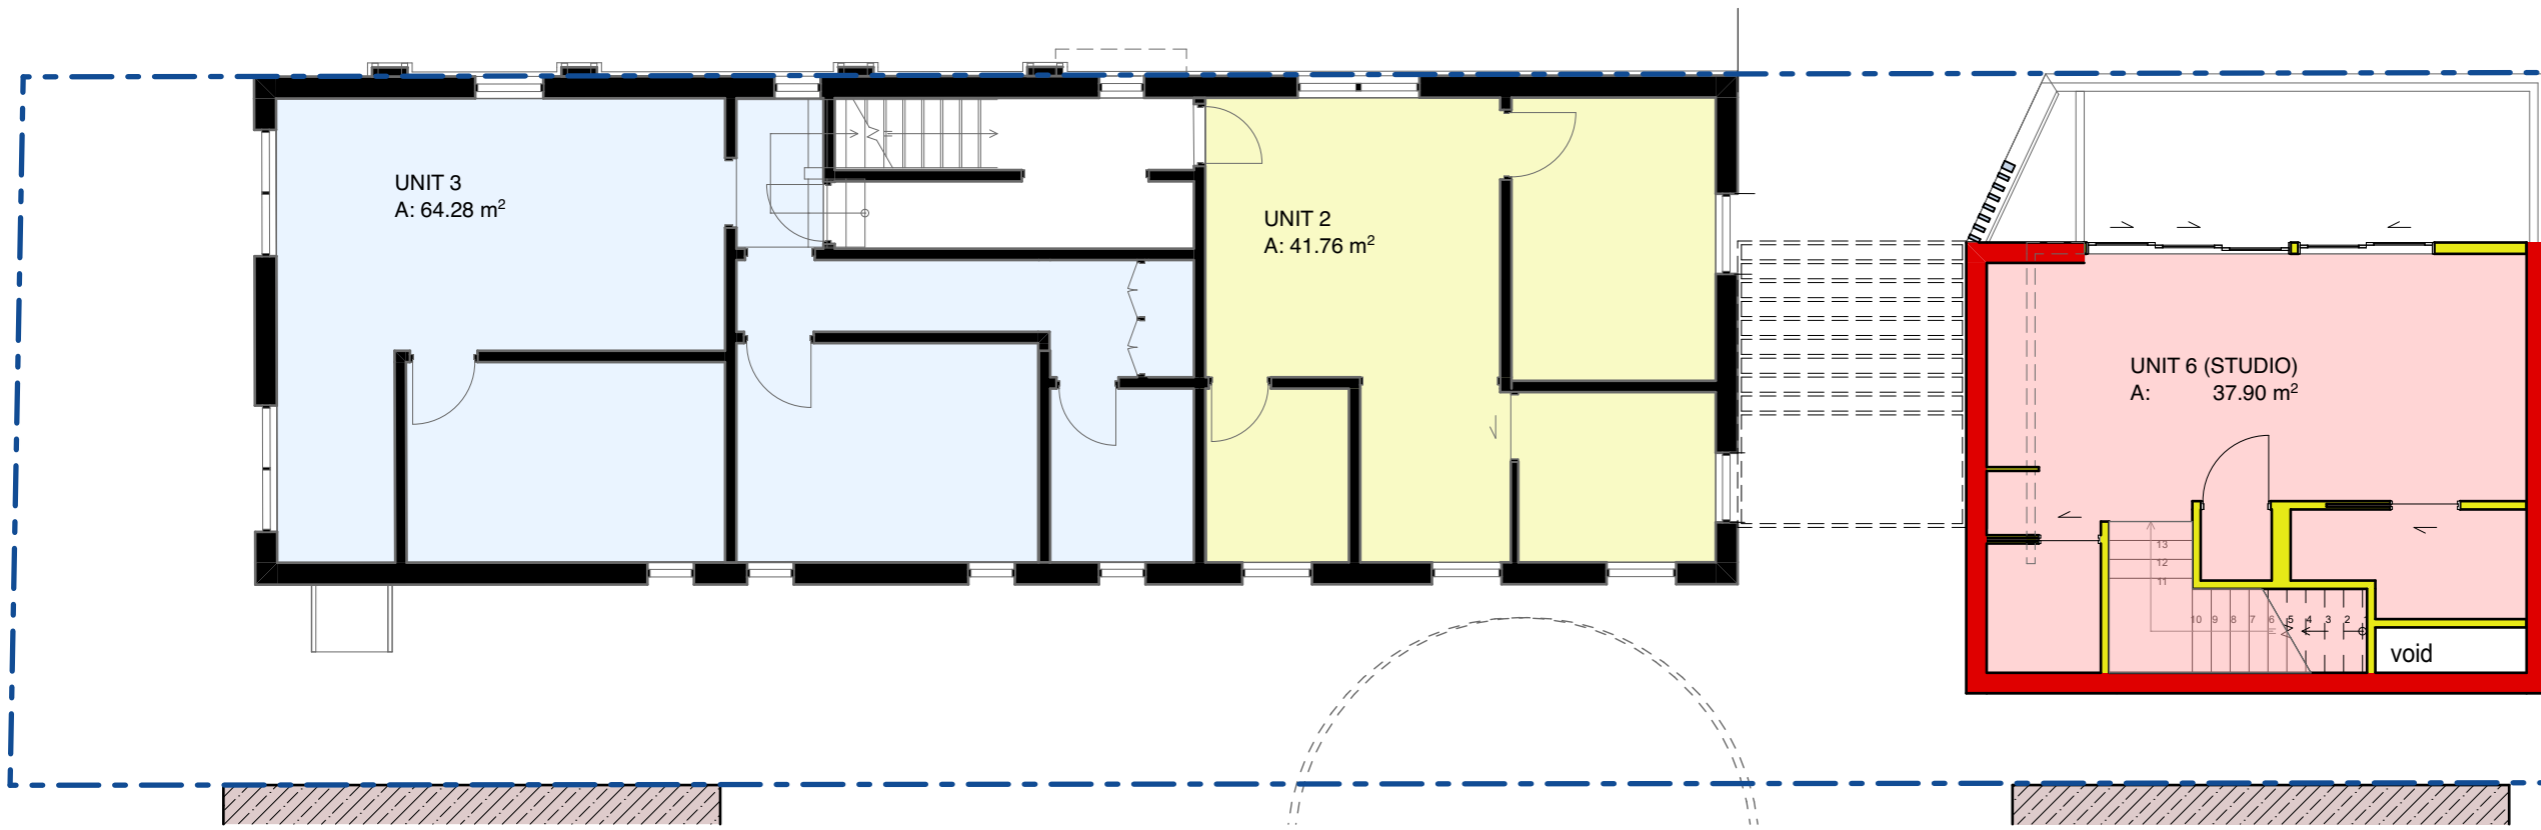 UNIT 3
A: 64.28 m²
UNIT 2
A: 41.76 m²
UNIT 6 (STUDIO)
A: 37.90 m²
13
12
11
10 9 8 7 6 5 4 3 2
void